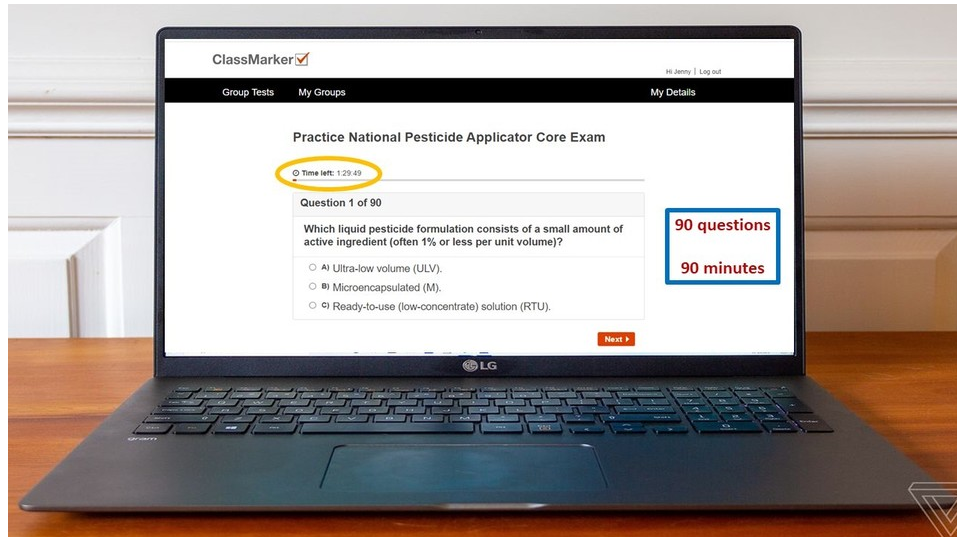 ClassMarker
Hi Jenny | Log out
Group Tests My Groups My Details
Practice National Pesticide Applicator Core Exam
Time left: 1:29:49
Question 1 of 90
Which liquid pesticide formulation consists of a small amount of
active ingredient (often 1% or less per unit volume)?
A) Ultra-low volume (ULV).
B) Microencapsulated (M).
C) Ready-to-use (low-concentrate) solution (RTU).
Next
90 questions
90 minutes
LG
gram